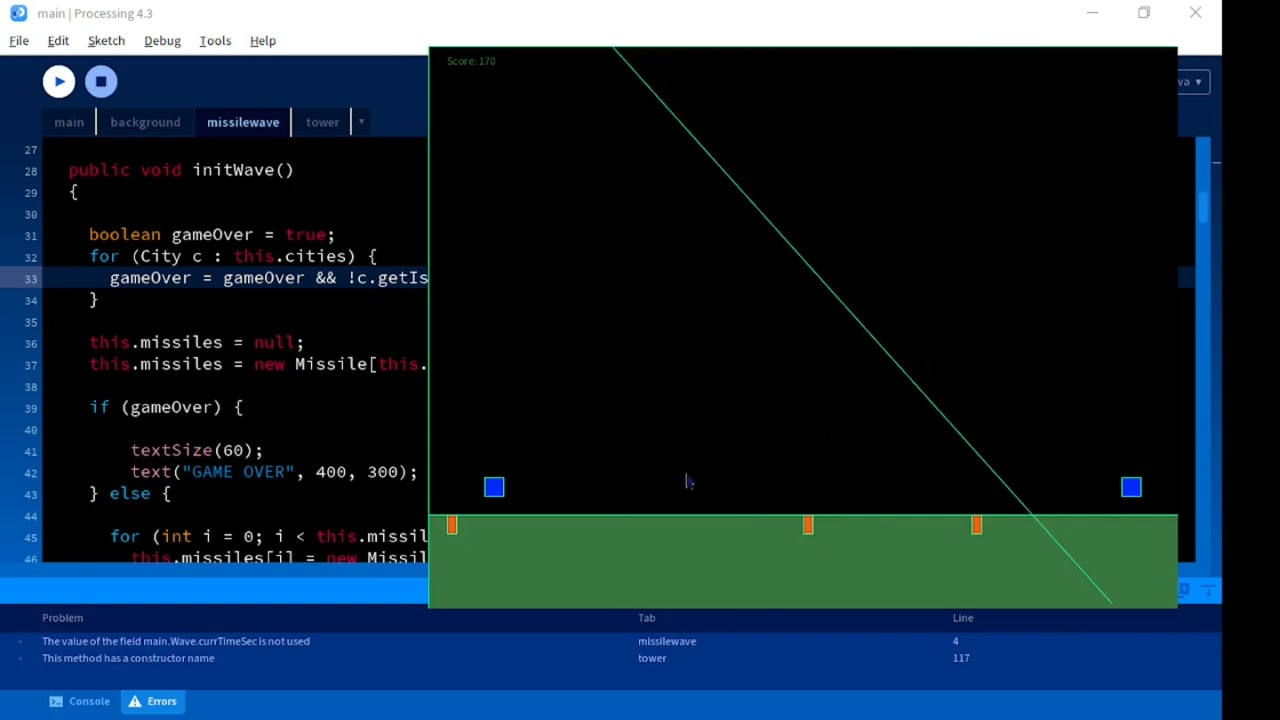 main | Processing 4.3
File Edit Sketch Debug Tools Help
Score: 170
va ▾
main background missilewave tower ▾
27
28 public void initWave()
29 {
30
31 boolean gameOver = true;
32 for (City c : this.cities) {
33 gameOver = gameOver && !c.getIs
34 }
35
36 this.missiles = null;
37 this.missiles = new Missile[this.
38
39 if (gameOver) {
40
41 textSize(60);
42 text("GAME OVER", 400, 300);
43 } else {
44
45 for (int i = 0; i < this.missil
46 this.missiles[i] = new Missil
Problem Tab Line
The value of the field main.Wave.currTimeSec is not used missilewave 4
This method has a constructor name tower 117
Console Errors